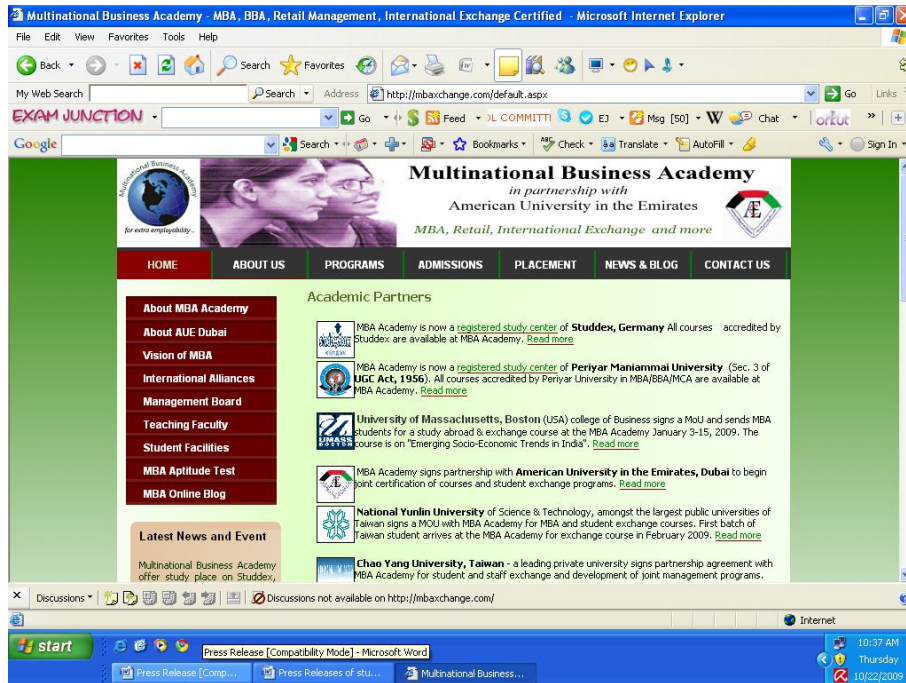 Multinational Business Academy - MBA, BBA, Retail Management, International Exchange Certified - Microsoft Internet Explorer
File Edit View Favorites Tools Help
Back Search Favorites
My Web Search Search Address http://mbaxchange.com/default.aspx Go Links
EXAM JUNCTION Go Feed OL COMMITTI EJ Msg [50] W Chat orkut »
Google Search Bookmarks Check Translate AutoFill Sign In
Multinational Business Academy
for extra employability..
Multinational Business Academy
in partnership with
American University in the Emirates
MBA, Retail, International Exchange and more
Æ
HOME ABOUT US PROGRAMS ADMISSIONS PLACEMENT NEWS & BLOG CONTACT US
About MBA Academy
About AUE Dubai
Vision of MBA
International Alliances
Management Board
Teaching Faculty
Student Facilities
MBA Aptitude Test
MBA Online Blog
Latest News and Event
Multinational Business Academy
offer study place on Studdex,
Academic Partners
MBA Academy is now a registered study center of Studdex, Germany All courses accredited by
Studdex are available at MBA Academy. Read more
MBA Academy is now a registered study center of Periyar Maniammai University (Sec. 3 of
UGC Act, 1956). All courses accredited by Periyar University in MBA/BBA/MCA are available at
MBA Academy. Read more
UMASS
BOSTON
University of Massachusetts, Boston (USA) college of Business signs a MoU and sends MBA
students for a study abroad & exchange course at the MBA Academy January 3-15, 2009. The
course is on "Emerging Socio-Economic Trends in India". Read more
MBA Academy signs partnership with American University in the Emirates, Dubai to begin
joint certification of courses and student exchange programs. Read more
National Yunlin University of Science & Technology, amongst the largest public universities of
Taiwan signs a MOU with MBA Academy for MBA and student exchange courses. First batch of
Taiwan student arrives at the MBA Academy for exchange course in February 2009. Read more
Chao Yang University, Taiwan - a leading private university signs partnership agreement with
MBA Academy for student and staff exchange and development of joint management programs.
Discussions Discussions not available on http://mbaxchange.com/
Internet
start
Press Release [Compatibility Mode] - Microsoft Word
Press Release [Comp... Press Releases of stu... Multinational Busines...
10:37 AM
Thursday
10/22/2009